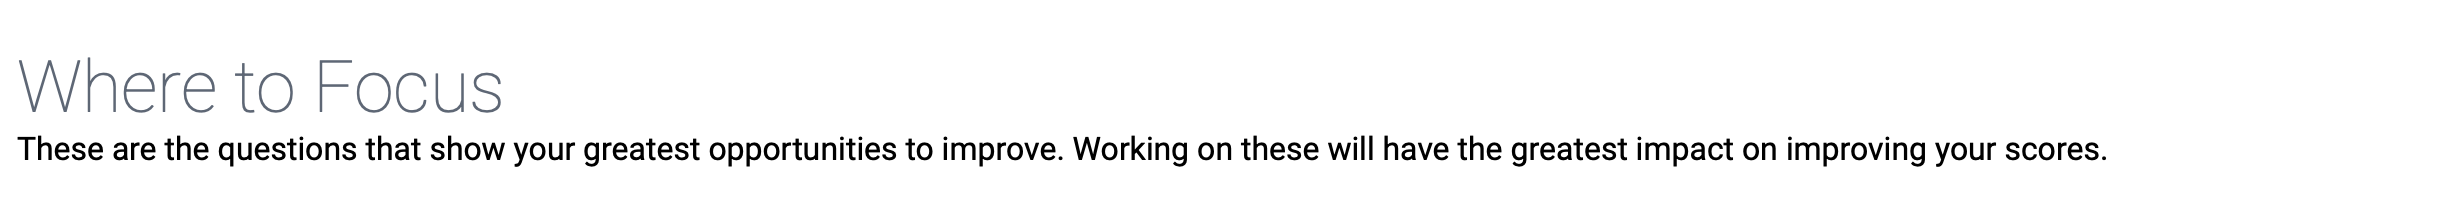 Where to Focus
These are the questions that show your greatest opportunities to improve. Working on these will have the greatest impact on improving your scores.